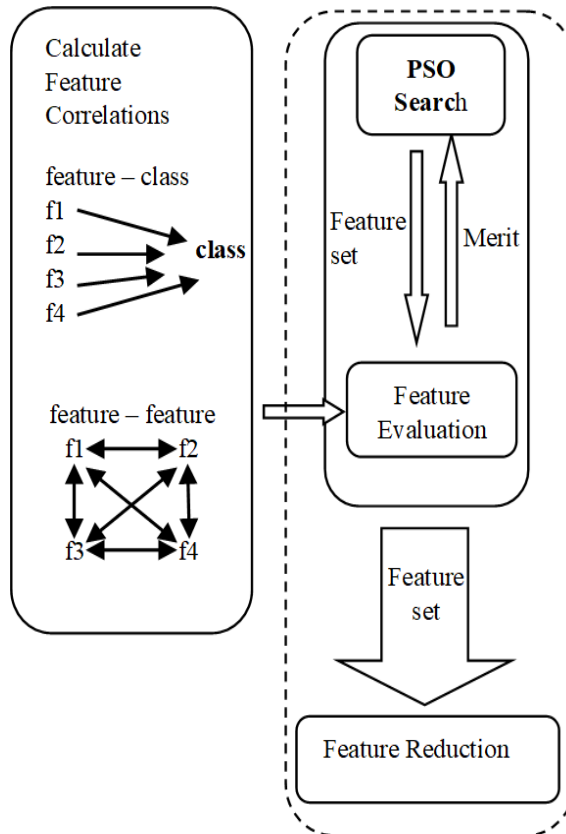 Calculate
Feature
Correlations
feature – class
f1
f2
class
f3
f4
feature – feature
f1 f2
f3 f4
PSO
Search
Feature
set
Merit
Feature
Evaluation
Feature
set
Feature Reduction